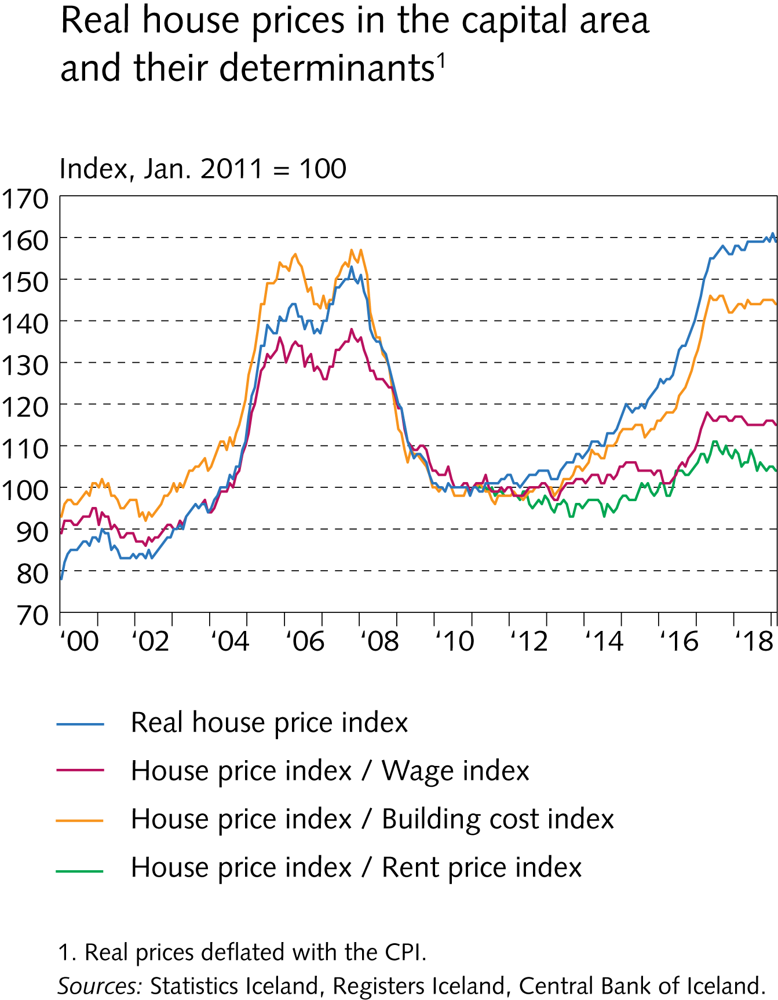 Real house prices in the capital area
and their determinants¹
Index, Jan. 2011 = 100
170
160
150
140
130
120
110
100
90
80
70
‘00 ‘02 ‘04 ‘06 ‘08 ‘10 ‘12 ‘14 ‘16 ‘18
Real house price index
House price index / Wage index
House price index / Building cost index
House price index / Rent price index
1. Real prices deflated with the CPI.
Sources: Statistics Iceland, Registers Iceland, Central Bank of Iceland.